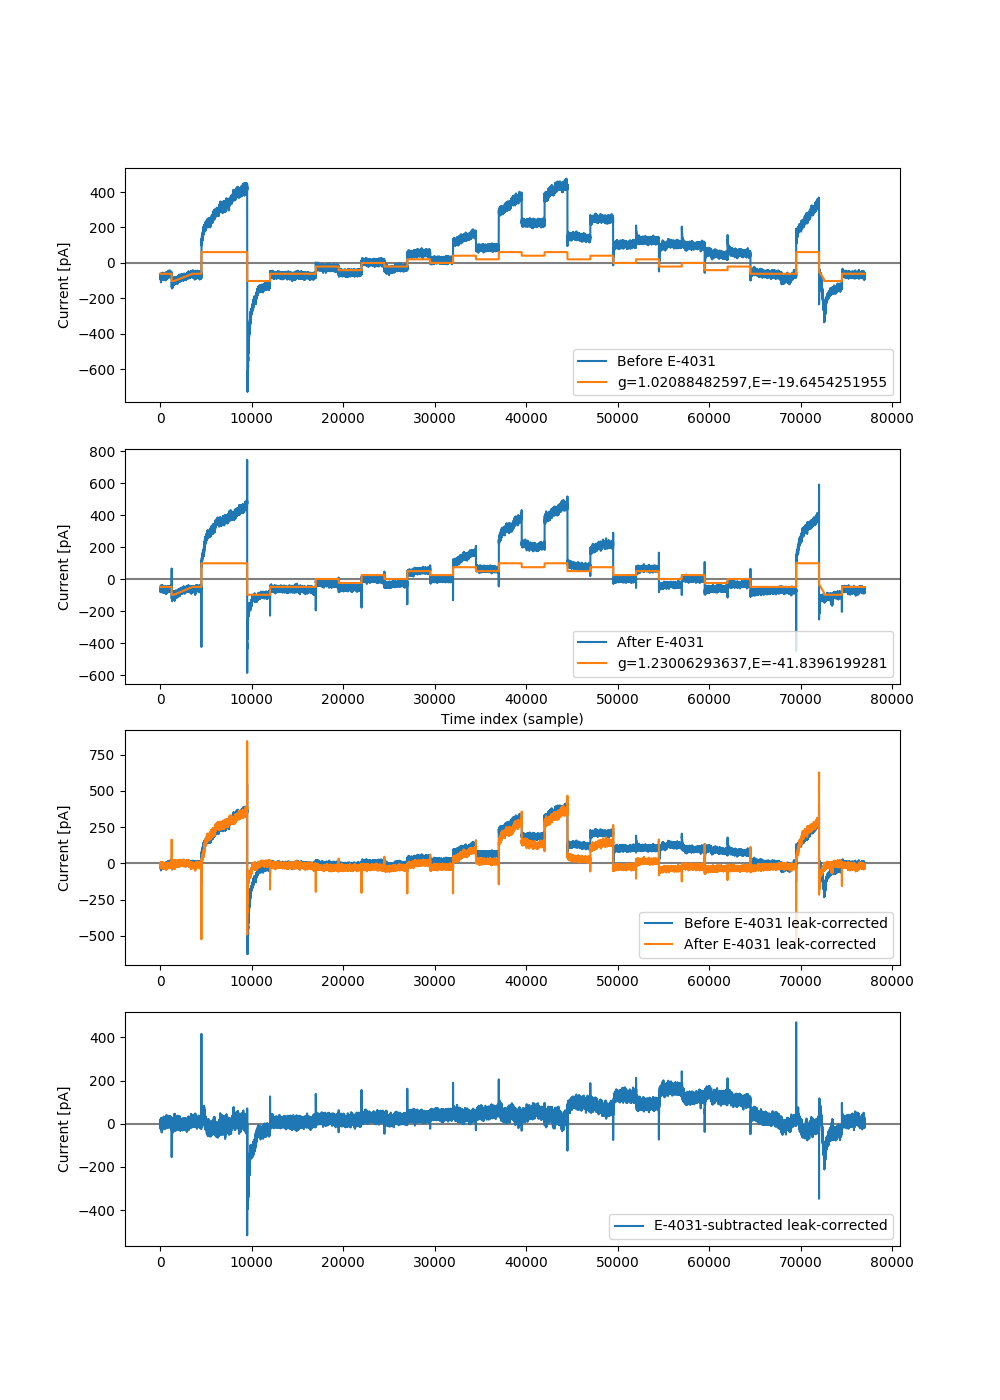 400
200
0
−200
−400
−600
Current [pA]
Before E-4031
g=1.02088482597,E=-19.6454251955
0 10000 20000 30000 40000 50000 60000 70000 80000
800
600
400
200
0
−200
−400
−600
Current [pA]
After E-4031
g=1.23006293637,E=-41.8396199281
0 10000 20000 30000 40000 50000 60000 70000 80000
Time index (sample)
750
500
250
0
−250
−500
Current [pA]
Before E-4031 leak-corrected
After E-4031 leak-corrected
0 10000 20000 30000 40000 50000 60000 70000 80000
400
200
0
−200
−400
Current [pA]
E-4031-subtracted leak-corrected
0 10000 20000 30000 40000 50000 60000 70000 80000